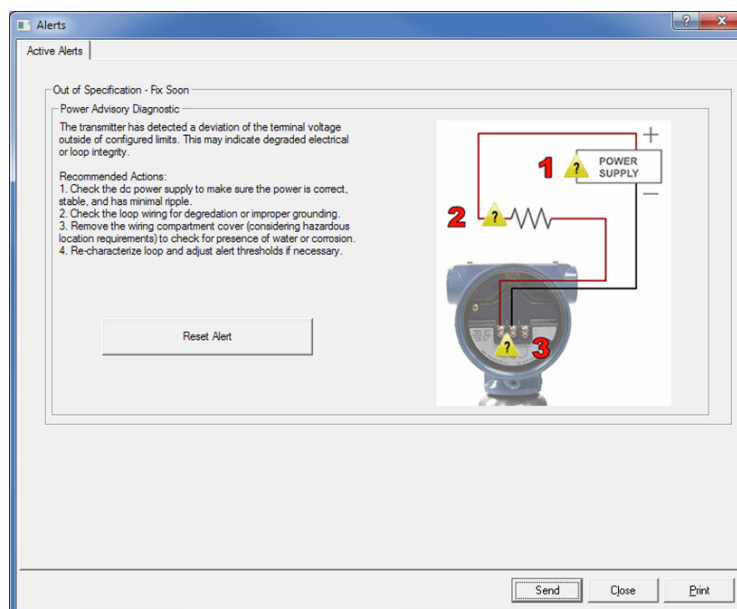 Alerts
Active Alerts
Out of Specification - Fix Soon
Power Advisory Diagnostic
The transmitter has detected a deviation of the terminal voltage
outside of configured limits. This may indicate degraded electrical
or loop integrity.
Recommended Actions:
1. Check the dc power supply to make sure the power is correct,
stable, and has minimal ripple.
2. Check the loop wiring for degredation or improper grounding.
3. Remove the wiring compartment cover (considering hazardous
location requirements) to check for presence of water or corrosion.
4. Re-characterize loop and adjust alert thresholds if necessary.
Reset Alert
+
1 ? POWER
SUPPLY
−
2 ?
? 3
Send Close Print